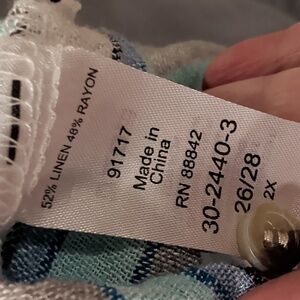 52% LINEN 48% RAYON
91717
Made in
China
RN 88842
30-2440-3
26/28
2X